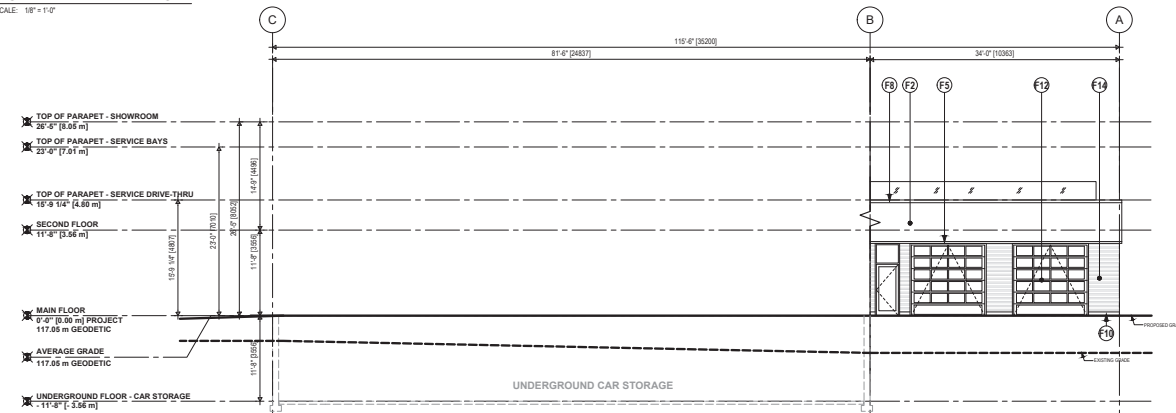 CALE: 1/8" = 1'-0"
C
B
A
115'-6" [35200]
81'-6" [24837]
34'-0" [10363]
F8
F2
F5
F12
F14
TOP OF PARAPET - SHOWROOM
26'-5" [8.05 m]
TOP OF PARAPET - SERVICE BAYS
23'-0" [7.01 m]
TOP OF PARAPET - SERVICE DRIVE-THRU
15'-9 1/4" [4.80 m]
SECOND FLOOR
11'-8" [3.56 m]
15'-9 1/4" [4807]
23'-0" [7010]
26'-5" [8052]
14'-9" [4496]
11'-8" [3556]
MAIN FLOOR
0'-0" [0.00 m] PROJECT
117.05 m GEODETIC
PROPOSED GRA
F10
AVERAGE GRADE
117.05 m GEODETIC
11'-8" [3556]
EXISTING GRADE
UNDERGROUND CAR STORAGE
UNDERGROUND FLOOR - CAR STORAGE
- 11'-8" [- 3.56 m]